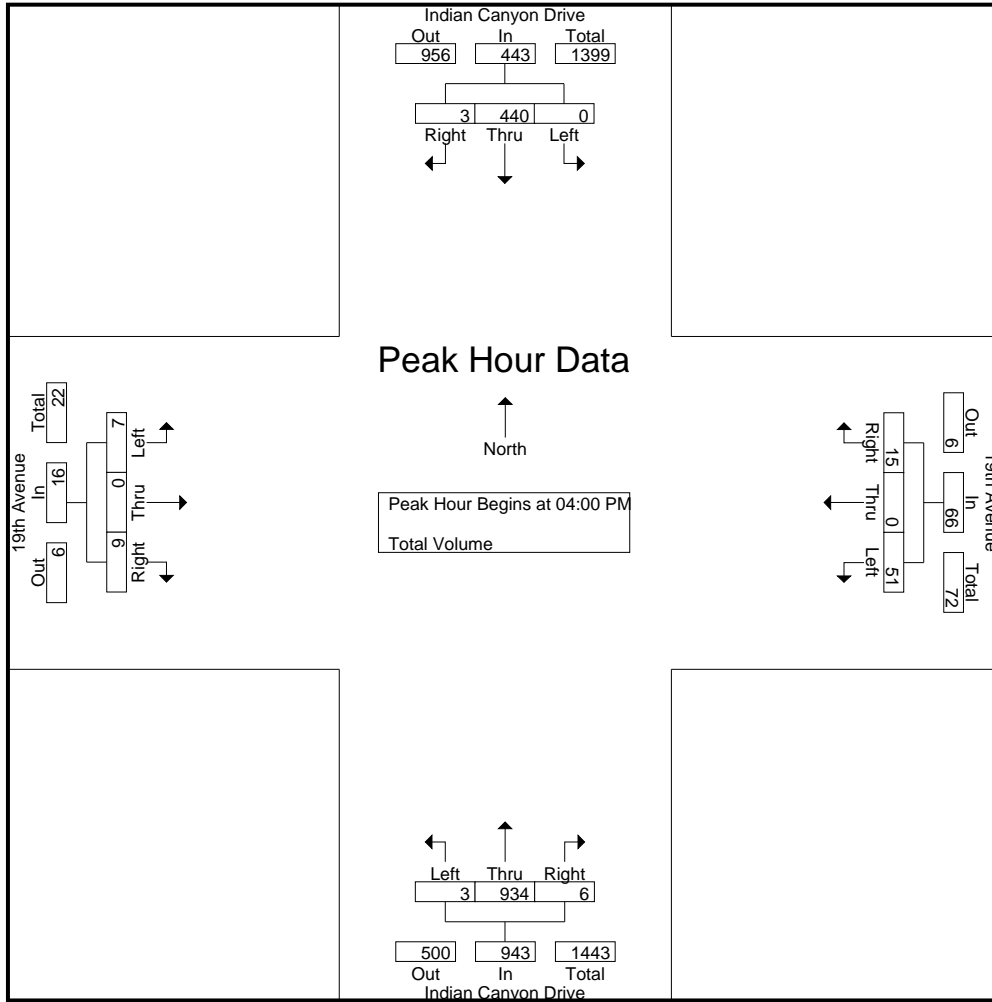 Indian Canyon Drive
Out In Total
956 443 1399
3 440 0
Right Thru Left
Peak Hour Data
North
Peak Hour Begins at 04:00 PM
Total Volume
19th Avenue
Out In Total
6 16 22
Left Thru Right
7 0 9
19th Avenue
Out In Total
6 66 72
Right Thru Left
15 0 51
Left Thru Right
3 934 6
500 943 1443
Out In Total
Indian Canyon Drive